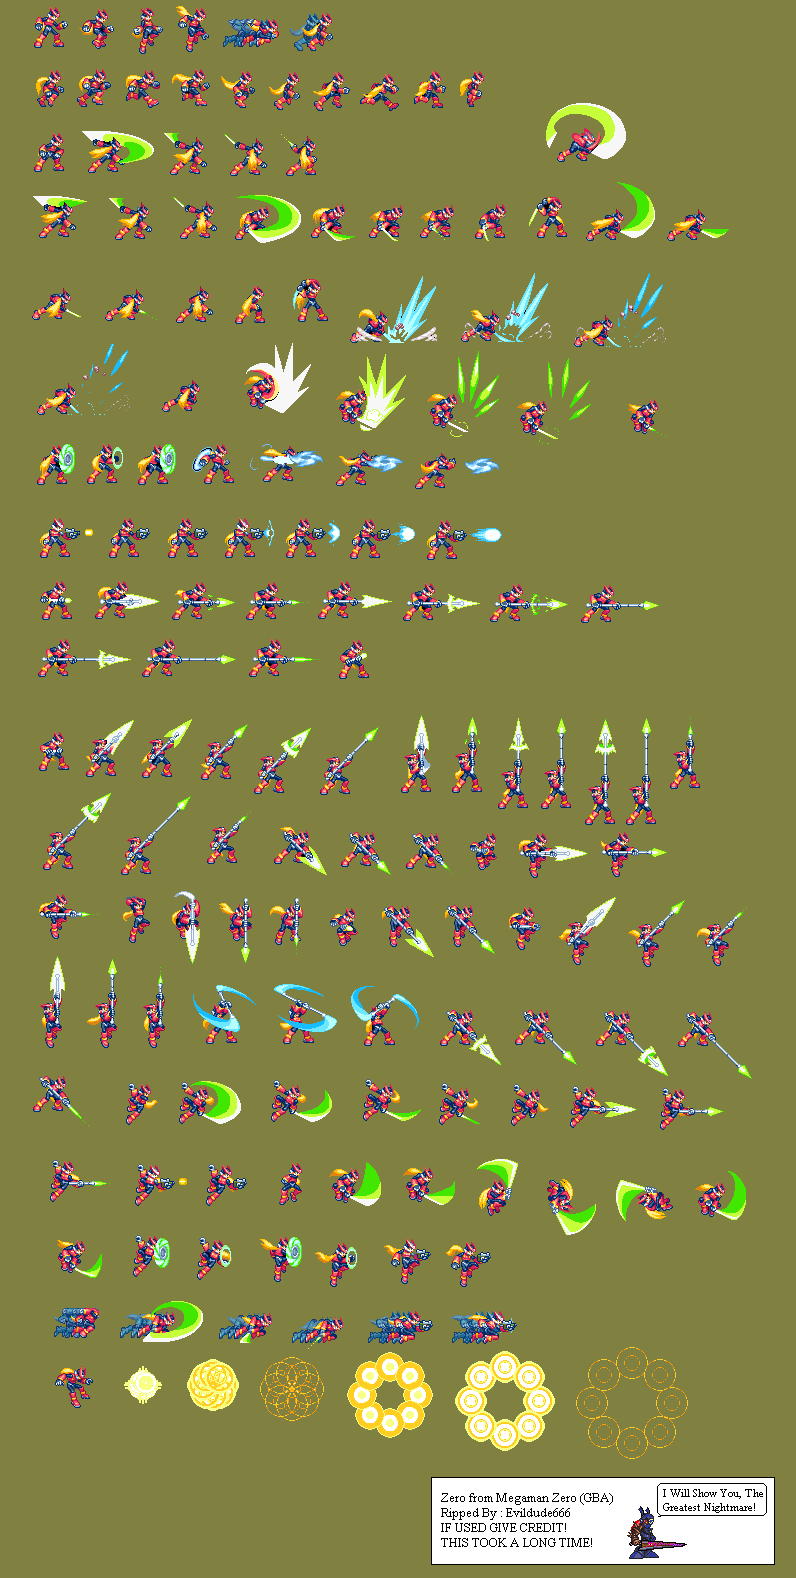 Zero from Megaman Zero (GBA)
Ripped By : Evildude666
IF USED GIVE CREDIT!
THIS TOOK A LONG TIME!
I Will Show You, The
Greatest Nightmare!